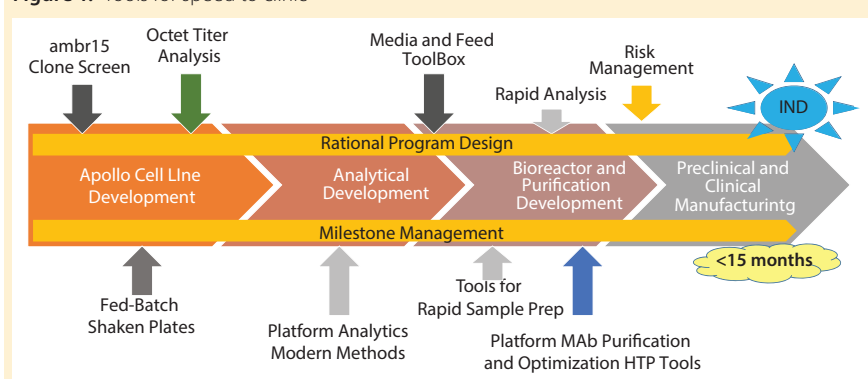 Figure 1. Tools for speed to clinic
ambr15
Clone Screen
Octet Titer
Analysis
Media and Feed
ToolBox
Rapid Analysis
Risk
Management
IND
Rational Program Design
Apollo Cell LIne
Development
Analytical
Development
Bioreactor and
Purification
Development
Preclinical and
Clinical
Manufacturintg
Milestone Management
<15 months
Fed-Batch
Shaken Plates
Platform Analytics
Modern Methods
Tools for
Rapid Sample Prep
Platform MAb Purification
and Optimization HTP Tools